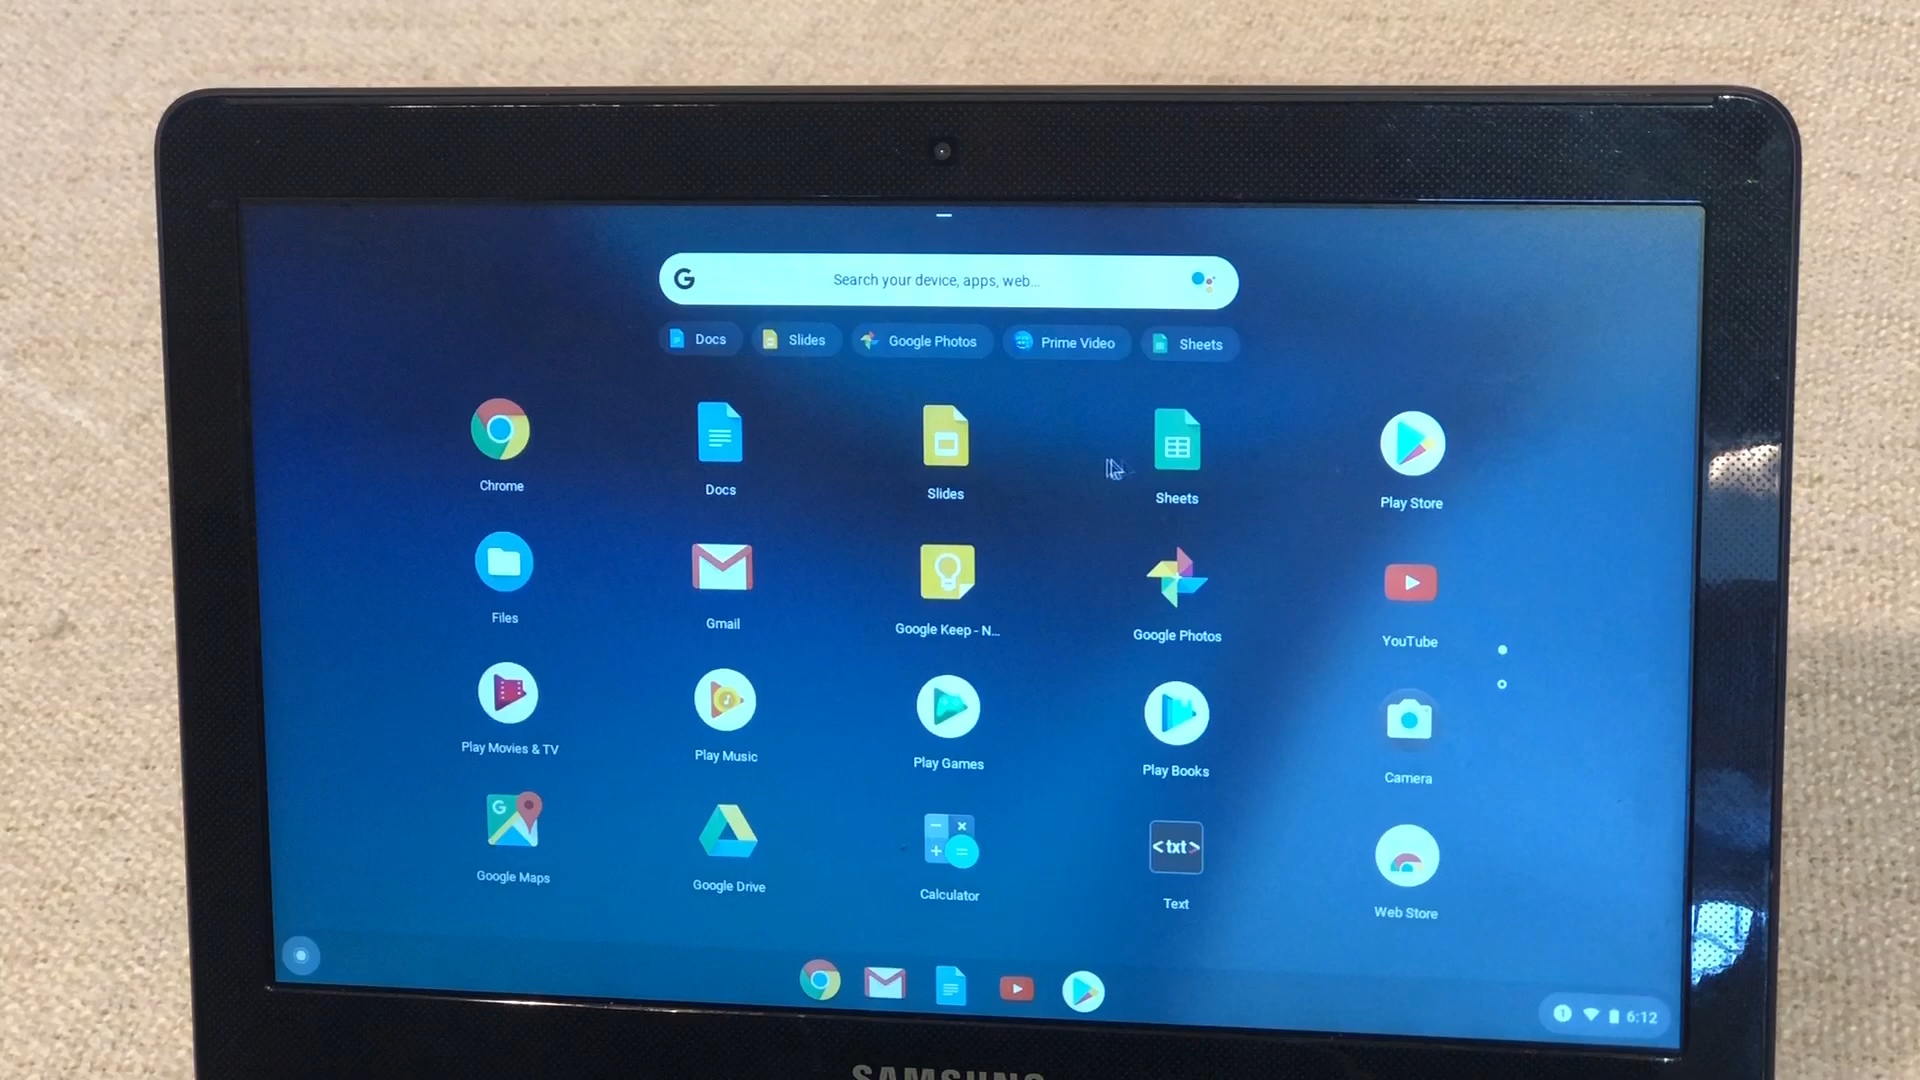 G Search your device, apps, web...
Docs Slides Google Photos Prime Video Sheets
Chrome Docs Slides Sheets Play Store
Files Gmail Google Keep - N... Google Photos YouTube
Play Movies & TV Play Music Play Games Play Books Camera
G
<txt>
Google Maps Google Drive Calculator Text Web Store
1 6:12
SAMSUNG